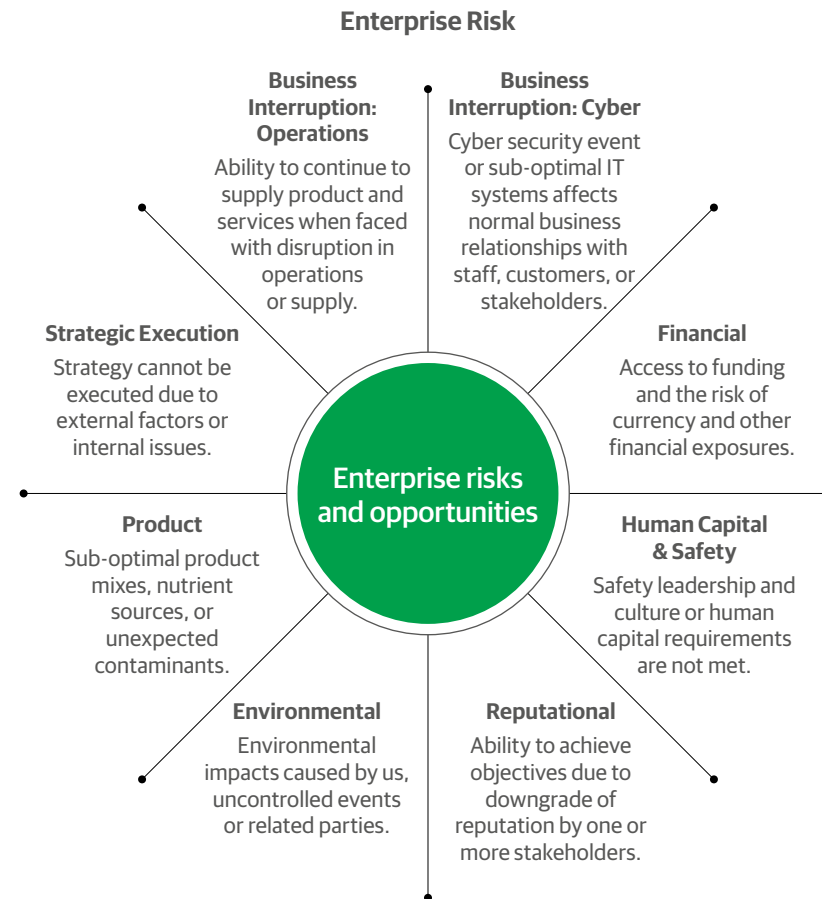 Enterprise Risk
Business
Interruption:
Operations
Ability to continue to
supply product and
services when faced
with disruption in
operations
or supply.
Business
Interruption: Cyber
Cyber security event
or sub-optimal IT
systems affects
normal business
relationships with
staff, customers, or
stakeholders.
Strategic Execution
Strategy cannot be
executed due to
external factors or
internal issues.
Financial
Access to funding
and the risk of
currency and other
financial exposures.
Enterprise risks
and opportunities
Product
Sub-optimal product
mixes, nutrient
sources, or
unexpected
contaminants.
Human Capital
& Safety
Safety leadership and
culture or human
capital requirements
are not met.
Environmental
Environmental
impacts caused by us,
uncontrolled events
or related parties.
Reputational
Ability to achieve
objectives due to
downgrade of
reputation by one or
more stakeholders.